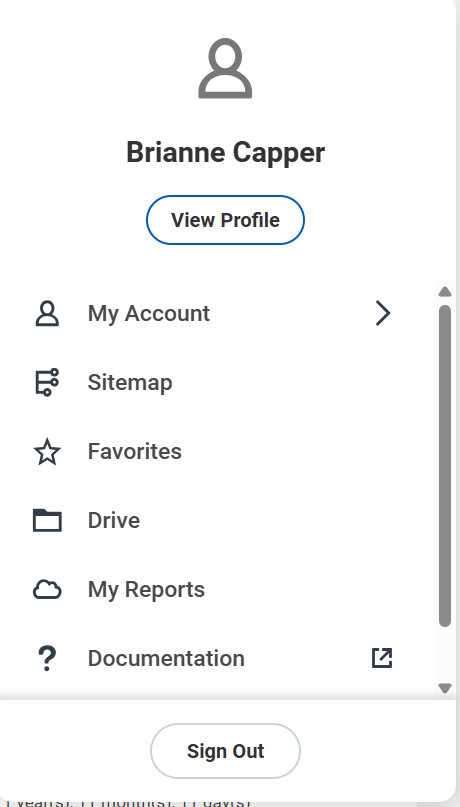 Brianne Capper
View Profile
My Account
Sitemap
Favorites
Drive
My Reports
Documentation
Sign Out